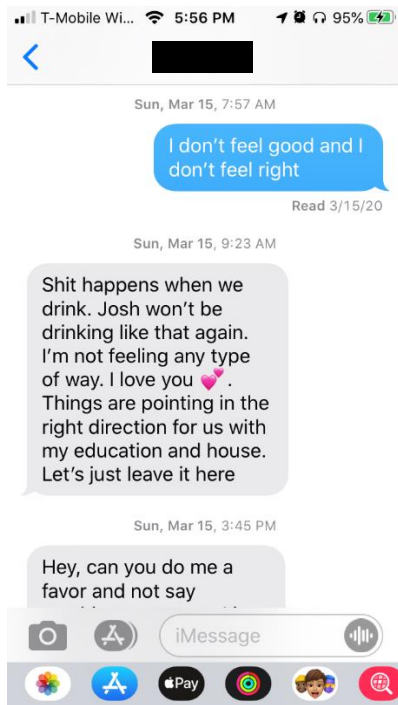 T-Mobile Wi... 5:56 PM 95%
Sun, Mar 15, 7:57 AM
I don't feel good and I
don't feel right
Read 3/15/20
Sun, Mar 15, 9:23 AM
Shit happens when we
drink. Josh won't be
drinking like that again.
I'm not feeling any type
of way. I love you 💕.
Things are pointing in the
right direction for us with
my education and house.
Let's just leave it here
Sun, Mar 15, 3:45 PM
Hey, can you do me a
favor and not say
iMessage
Pay